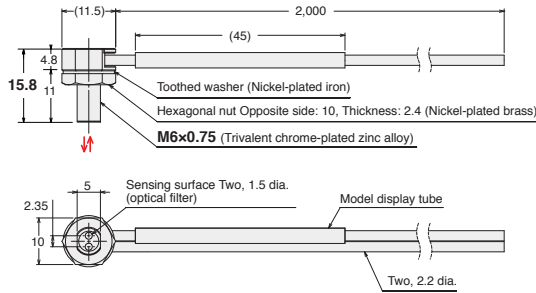 (11.5)
2,000
(45)
4.8
15.8
11
Toothed washer (Nickel-plated iron)
Hexagonal nut Opposite side: 10, Thickness: 2.4 (Nickel-plated brass)
M6×0.75 (Trivalent chrome-plated zinc alloy)
5
Sensing surface Two, 1.5 dia.
(optical filter)
Model display tube
2.35
10
Two, 2.2 dia.